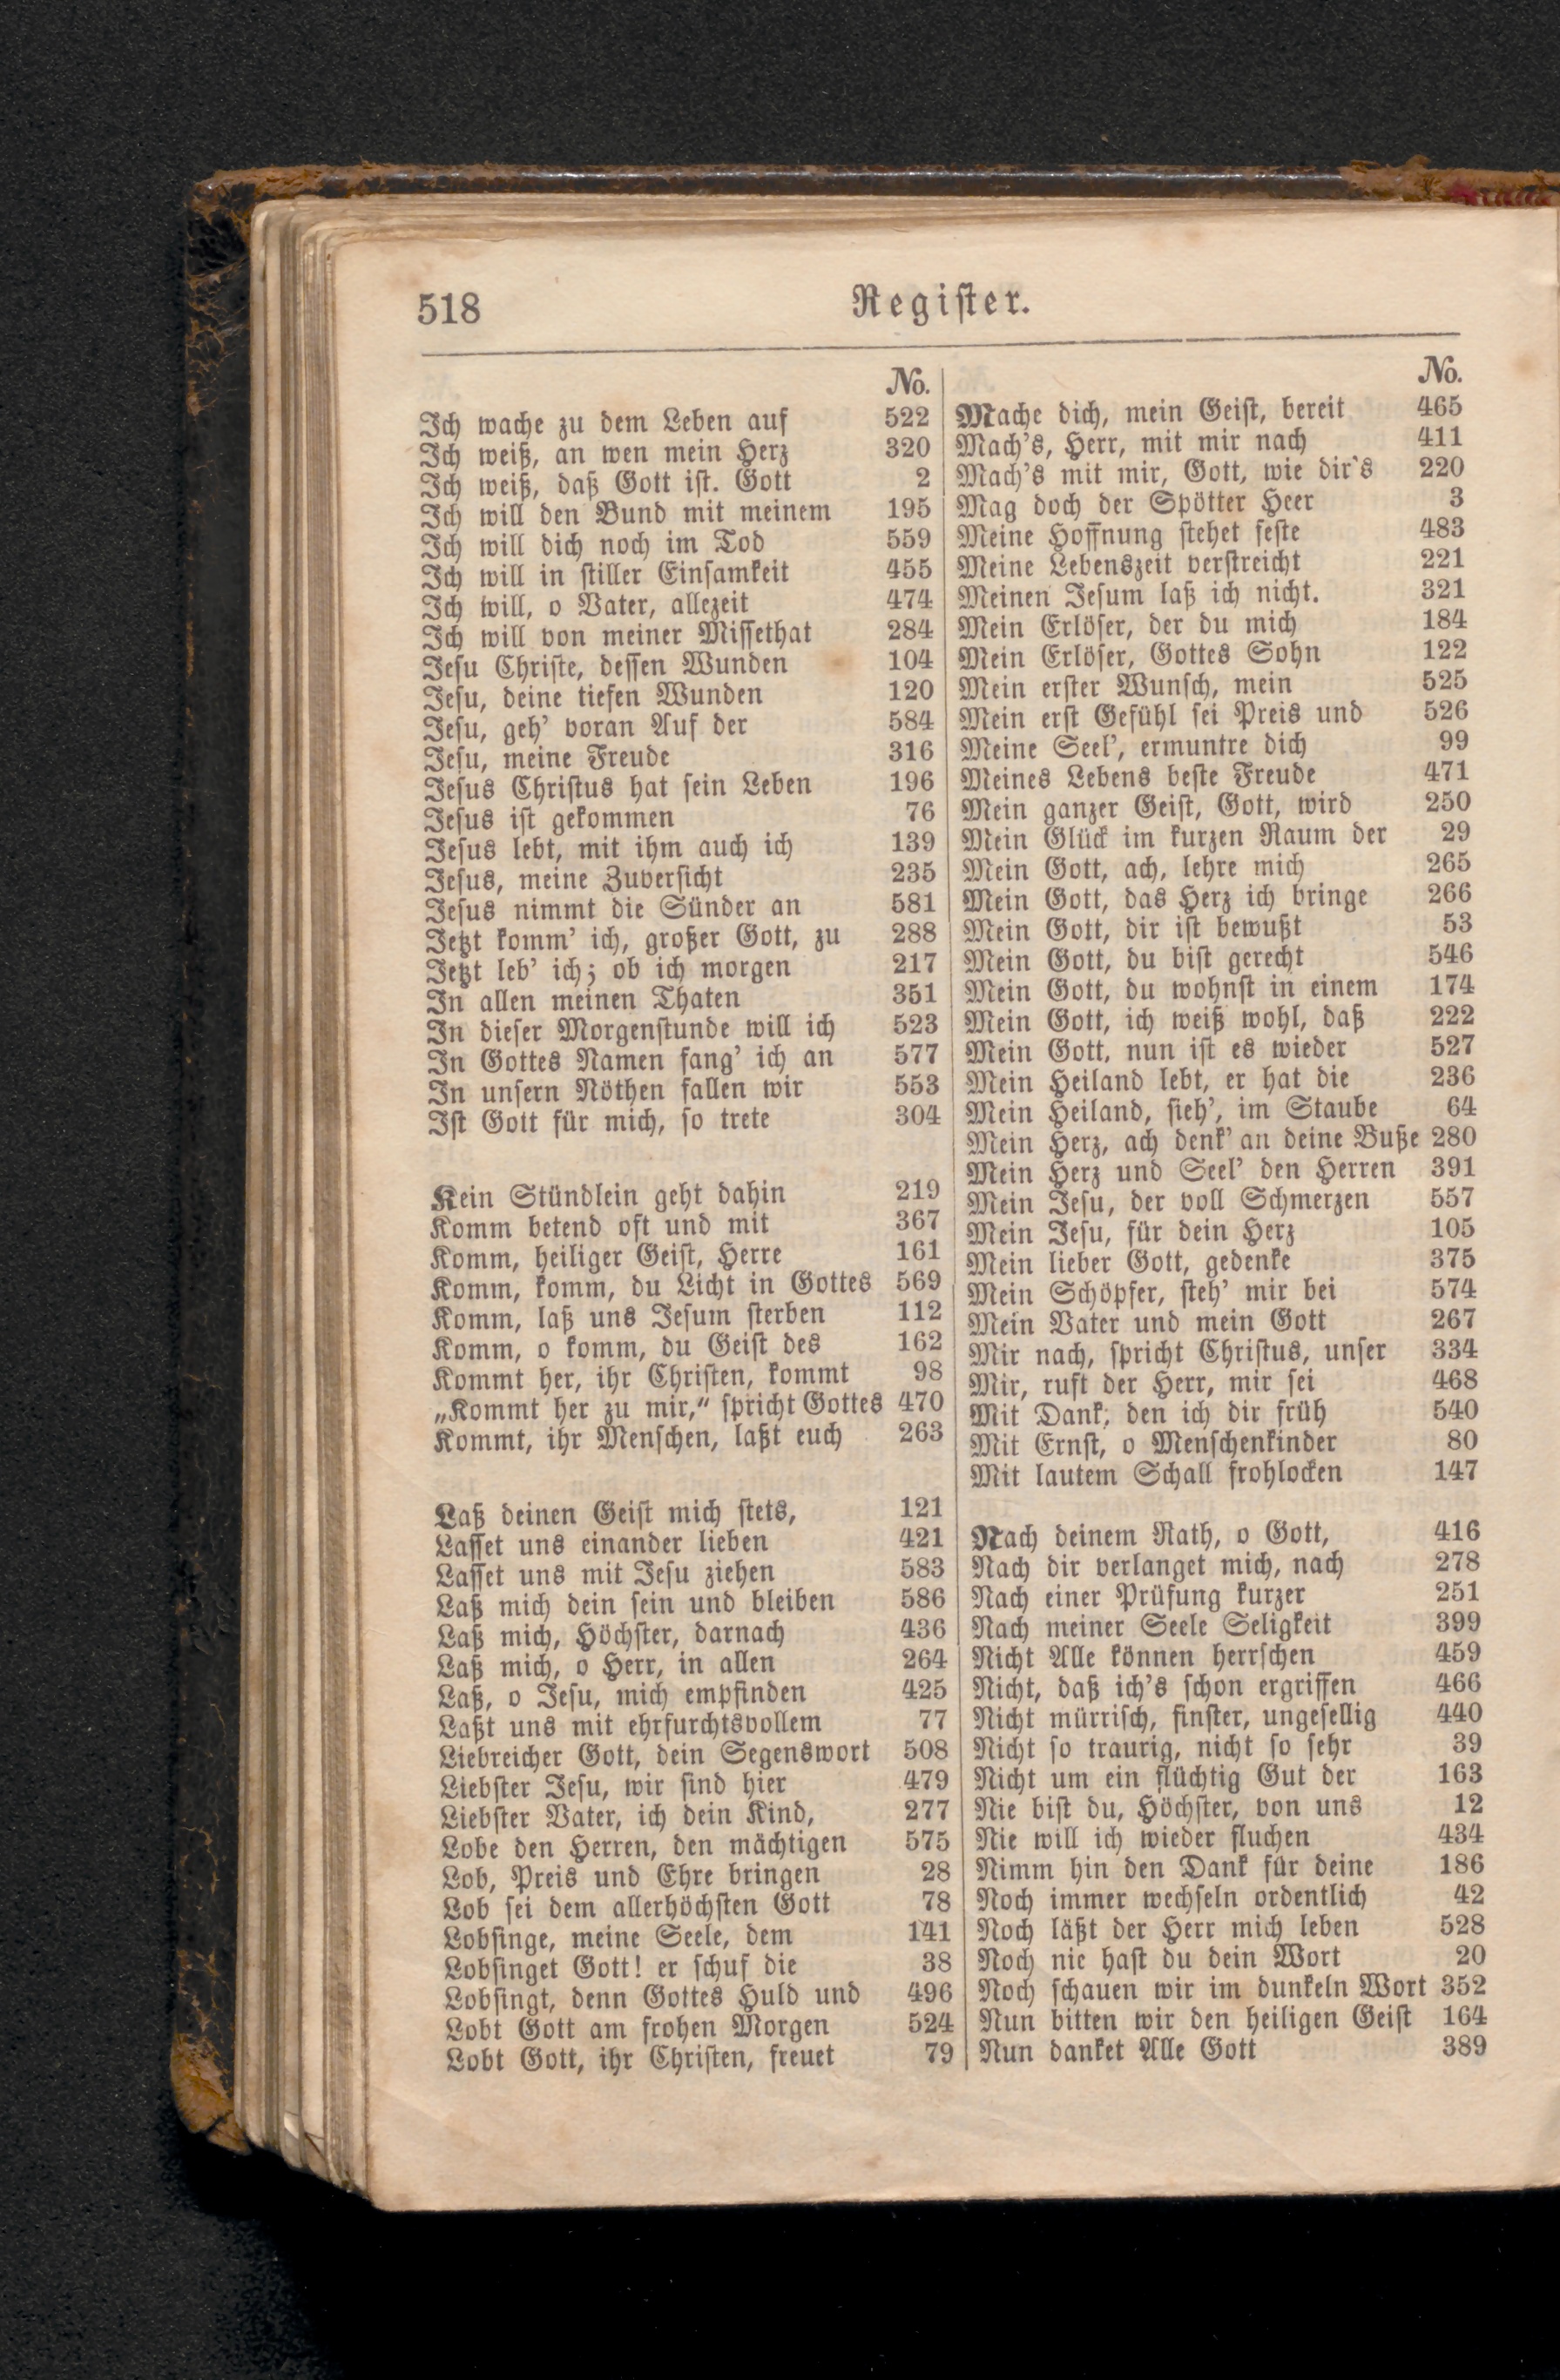 518 Regiſter.
No.
Ich wache zu dem Leben auf 522
Ich weiß, an wen mein Herz 320
Ich weiß, daß Gott iſt. Gott 2
Ich will den Bund mit meinem 195
Ich will dich noch im Tod 559
Ich will in ſtiller Einſamkeit 455
Ich will, o Vater, allezeit 474
Ich will von meiner Miſſethat 284
Jeſu Chriſte, deſſen Wunden 104
Jeſu, deine tiefen Wunden 120
Jeſu, geh' voran Auf der 584
Jeſu, meine Freude 316
Jeſus Chriſtus hat ſein Leben 196
Jeſus iſt gekommen 76
Jeſus lebt, mit ihm auch ich 139
Jeſus, meine Zuverſicht 235
Jeſus nimmt die Sünder an 581
Jetzt komm' ich, großer Gott, zu 288
Jetzt leb' ich; ob ich morgen 217
In allen meinen Thaten 351
In dieſer Morgenſtunde will ich 523
In Gottes Namen fang' ich an 577
In unſern Nöthen fallen wir 553
Iſt Gott für mich, ſo trete 304
Kein Stündlein geht dahin 219
Komm betend oft und mit 367
Komm, heiliger Geiſt, Herre 161
Komm, komm, du Licht in Gottes 569
Komm, laß uns Jeſum ſterben 112
Komm, o komm, du Geiſt des 162
Kommt her, ihr Chriſten, kommt 98
„Kommt her zu mir,“ ſpricht Gottes 470
Kommt, ihr Menſchen, laßt euch 263
Laß deinen Geiſt mich ſtets, 121
Laſſet uns einander lieben 421
Laſſet uns mit Jeſu ziehen 583
Laß mich dein ſein und bleiben 586
Laß mich, Höchſter, darnach 436
Laß mich, o Herr, in allen 264
Laß, o Jeſu, mich empfinden 425
Laßt uns mit ehrfurchtsvollem 77
Liebreicher Gott, dein Segenswort 508
Liebſter Jeſu, wir ſind hier 479
Liebſter Vater, ich dein Kind, 277
Lobe den Herren, den mächtigen 575
Lob, Preis und Ehre bringen 28
Lob ſei dem allerhöchſten Gott 78
Lobſinge, meine Seele, dem 141
Lobſinget Gott! er ſchuf die 38
Lobſingt, denn Gottes Huld und 496
Lobt Gott am frohen Morgen 524
Lobt Gott, ihr Chriſten, freuet 79
No.
Mache dich, mein Geiſt, bereit 465
Mach's, Herr, mit mir nach 411
Mach's mit mir, Gott, wie dir's 220
Mag doch der Spötter Heer 3
Meine Hoffnung ſtehet feſte 483
Meine Lebenszeit verſtreicht 221
Meinen Jeſum laß ich nicht. 321
Mein Erlöſer, der du mich 184
Mein Erlöſer, Gottes Sohn 122
Mein erſter Wunſch, mein 525
Mein erſt Gefühl ſei Preis und 526
Meine Seel', ermuntre dich 99
Meines Lebens beſte Freude 471
Mein ganzer Geiſt, Gott, wird 250
Mein Glück im kurzen Raum der 29
Mein Gott, ach, lehre mich 265
Mein Gott, das Herz ich bringe 266
Mein Gott, dir iſt bewußt 53
Mein Gott, du biſt gerecht 546
Mein Gott, du wohnſt in einem 174
Mein Gott, ich weiß wohl, daß 222
Mein Gott, nun iſt es wieder 527
Mein Heiland lebt, er hat die 236
Mein Heiland, ſieh', im Staube 64
Mein Herz, ach denk' an deine Buße 280
Mein Herz und Seel' den Herren 391
Mein Jeſu, der voll Schmerzen 557
Mein Jeſu, für dein Herz 105
Mein lieber Gott, gedenke 375
Mein Schöpfer, ſteh' mir bei 574
Mein Vater und mein Gott 267
Mir nach, ſpricht Chriſtus, unſer 334
Mir, ruft der Herr, mir ſei 468
Mit Dank, den ich dir früh 540
Mit Ernſt, o Menſchenkinder 80
Mit lautem Schall frohlocken 147
Nach deinem Rath, o Gott, 416
Nach dir verlanget mich, nach 278
Nach einer Prüfung kurzer 251
Nach meiner Seele Seligkeit 399
Nicht Alle können herrſchen 459
Nicht, daß ich's ſchon ergriffen 466
Nicht mürriſch, finſter, ungeſellig 440
Nicht ſo traurig, nicht ſo ſehr 39
Nicht um ein flüchtig Gut der 163
Nie biſt du, Höchſter, von uns 12
Nie will ich wieder fluchen 434
Nimm hin den Dank für deine 186
Noch immer wechſeln ordentlich 42
Noch läßt der Herr mich leben 528
Noch nie haſt du dein Wort 20
Noch ſchauen wir im dunkeln Wort 352
Nun bitten wir den heiligen Geiſt 164
Nun danket Alle Gott 389